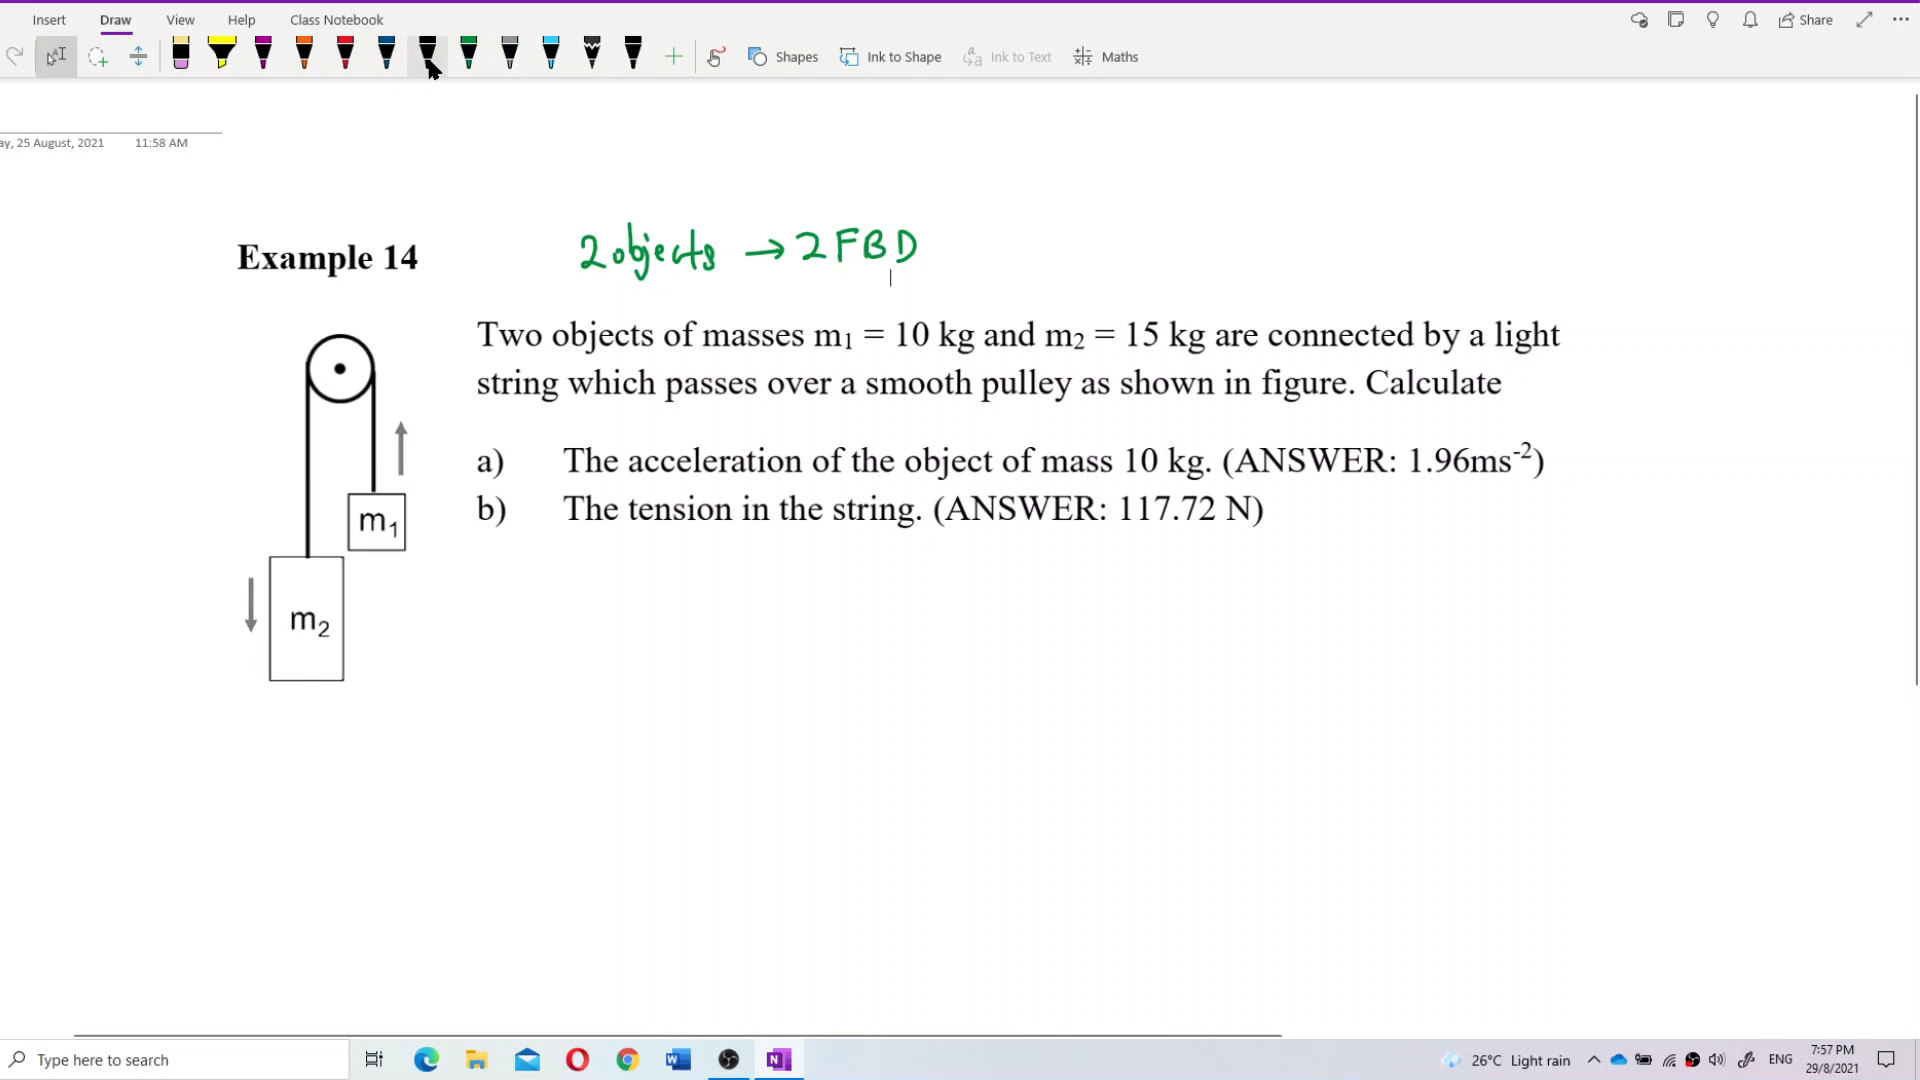 Insert Draw View Help Class Notebook Share
Shapes Ink to Shape Ink to Text Maths
ay, 25 August, 2021 11:58 AM
Example 14
2 objects → 2 FBD
Two objects of masses m₁ = 10 kg and m₂ = 15 kg are connected by a light
string which passes over a smooth pulley as shown in figure. Calculate
a) The acceleration of the object of mass 10 kg. (ANSWER: 1.96ms⁻²)
b) The tension in the string. (ANSWER: 117.72 N)
m₁
m₂
Type here to search
26°C Light rain
ENG
7:57 PM
29/8/2021